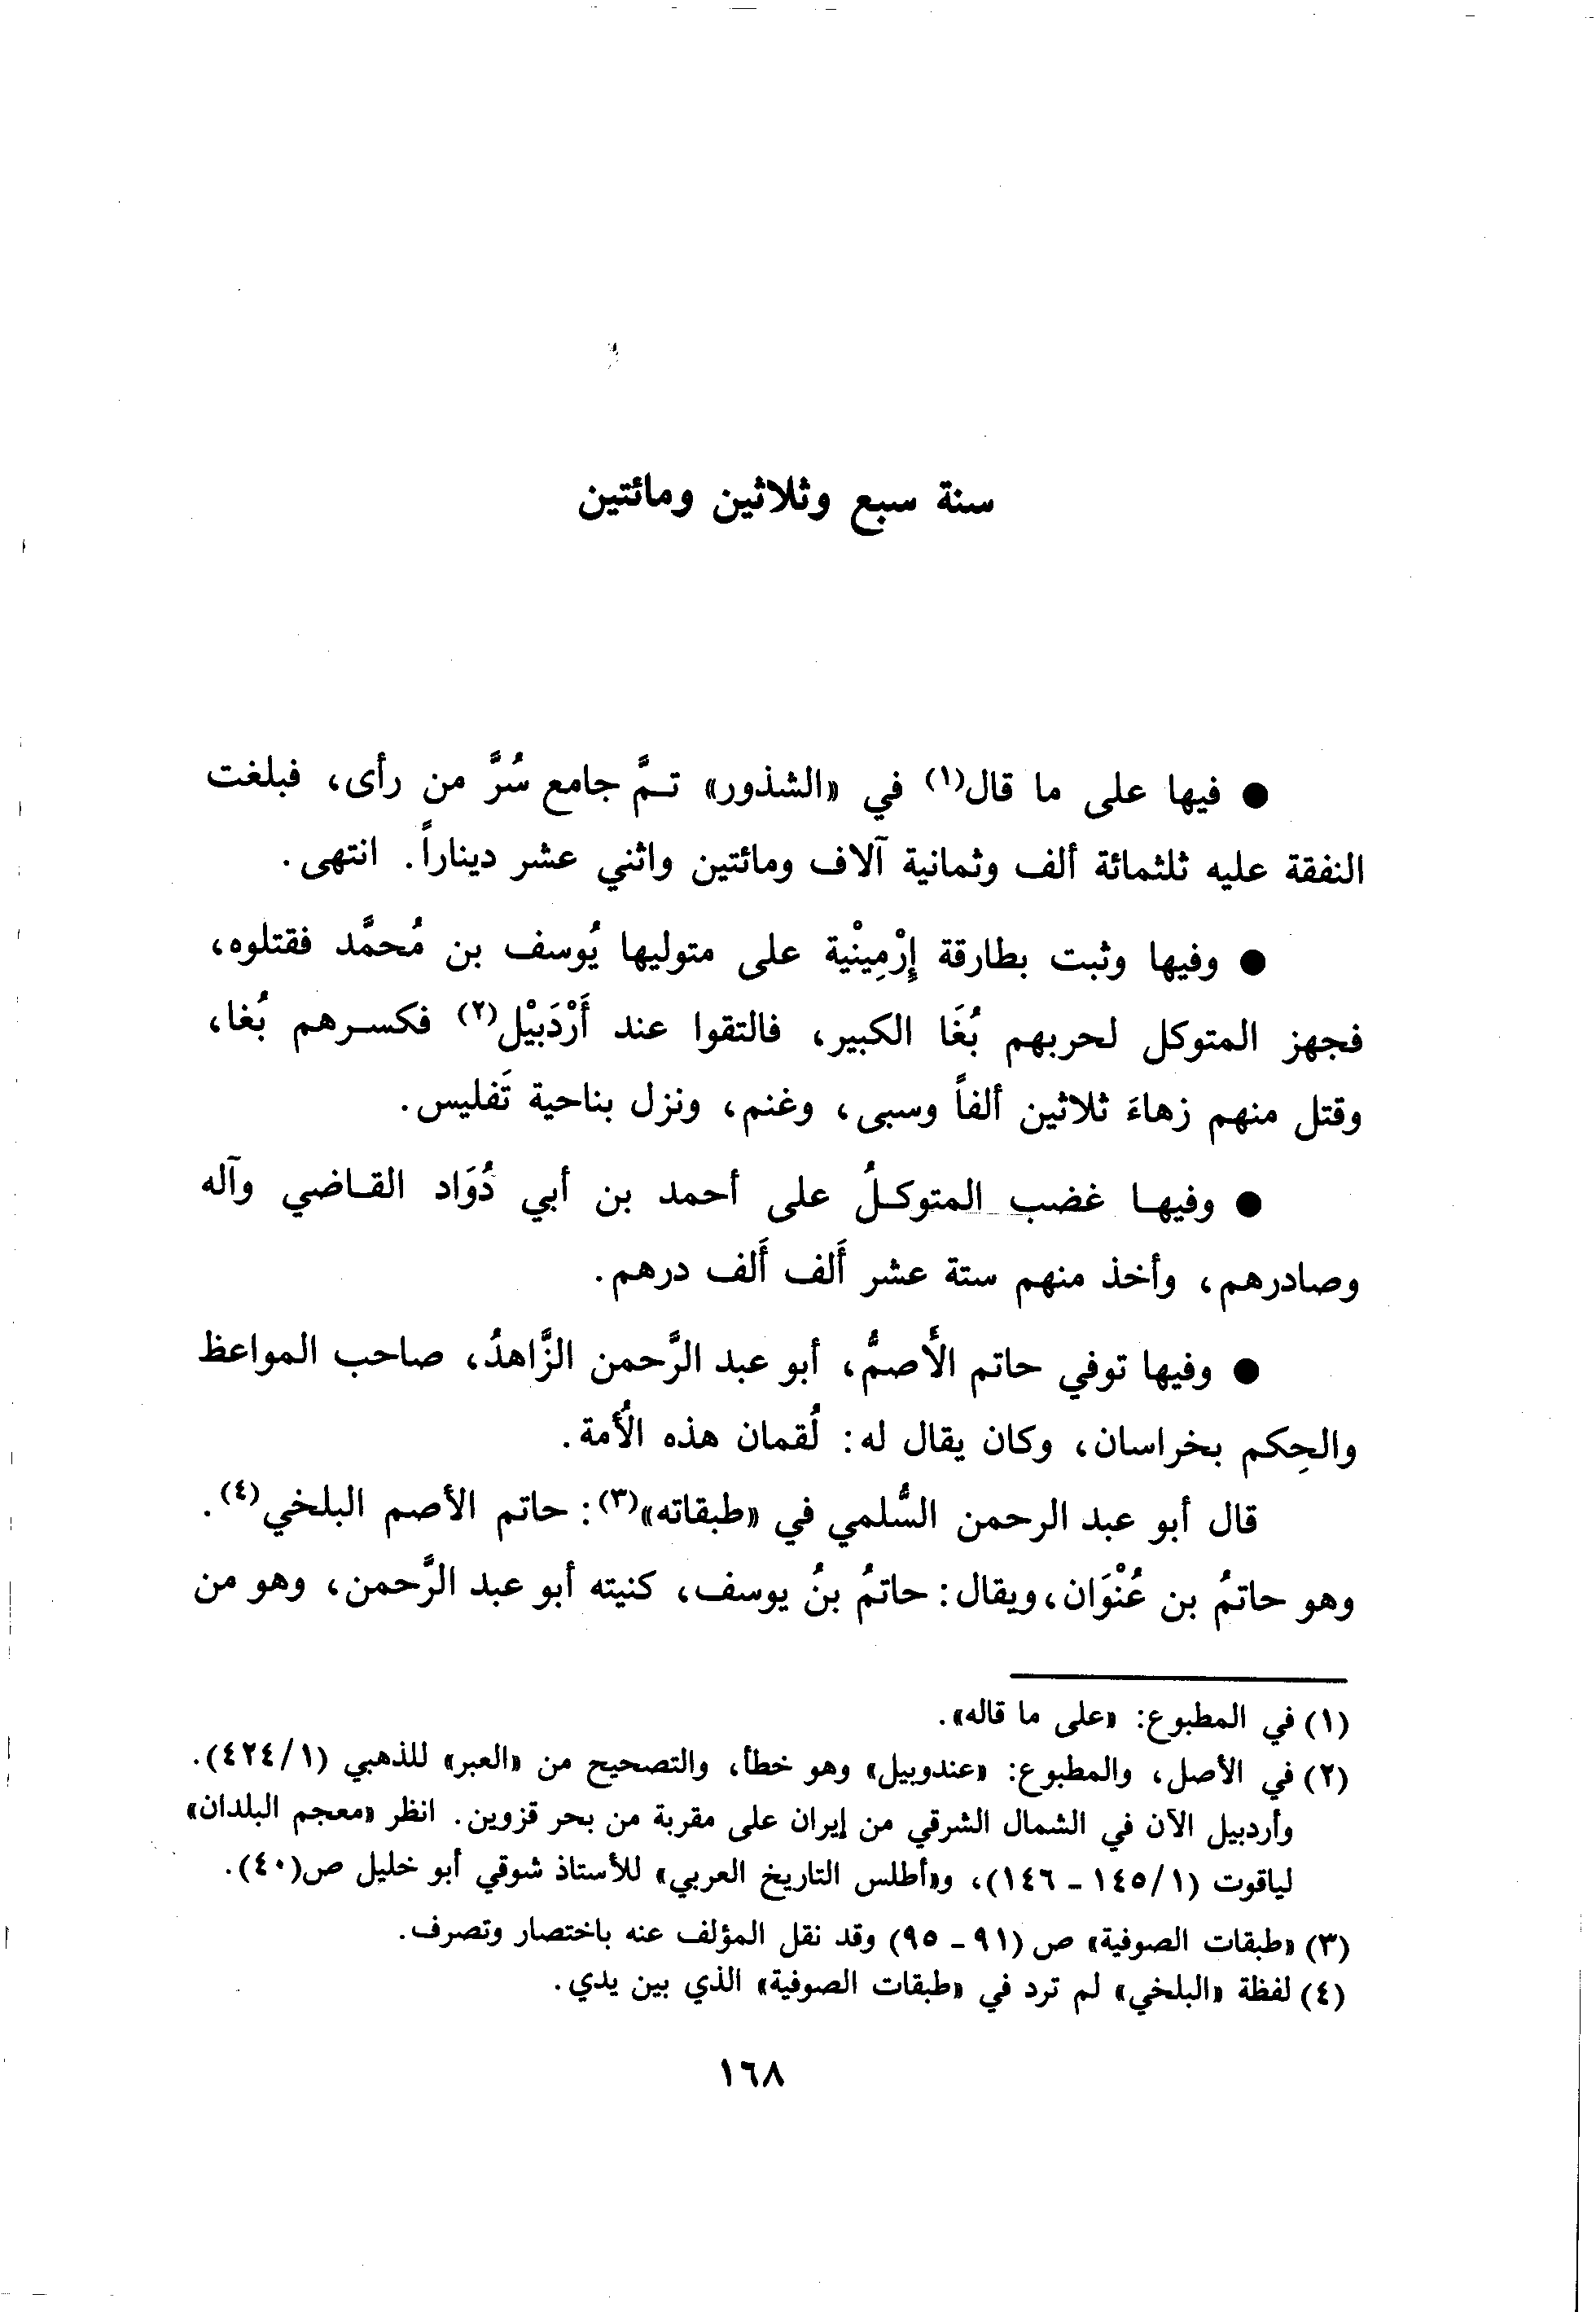 سنة سبع وثلاثين ومائتين
● فيها على ما قال(١) في «الشذور» تـمَّ جامع سُرَّ من رأى، فبلغت
النفقة عليه ثلثمائة ألف وثمانية آلاف ومائتين واثني عشر ديناراً. انتهى.
● وفيها وثبت بطارقة إِرْمِينْية على متوليها يُوسف بن مُحمَّد فقتلوه،
فجهز المتوكل لحربهم بُغَا الكبير، فالتقوا عند أَرْدَبيْل(٢) فكسـرهم بُغا،
وقتل منهم زهاءَ ثلاثين ألفاً وسبى، وغنم، ونزل بناحية تَفليس.
● وفيهـا غضب المتوكـلُ على أحمد بن أبي دُوَاد القـاضي وآله
وصادرهم، وأخذ منهم ستة عشر أَلف أَلف درهم.
● وفيها توفي حاتم الأَصمُّ، أبو عبد الرَّحمن الزَّاهدُ، صاحب المواعظ
والحِكم بخراسان، وكان يقال له: لُقمان هذه الأُمة.
قال أبو عبد الرحمن السُّلمي في «طبقاته»(٣): حاتم الأصم البلخي(٤).
وهو حاتمُ بن عُنْوَان، ويقال: حاتمُ بنُ يوسف، كنيته أبو عبد الرَّحمن، وهو من
(١) في المطبوع: «على ما قاله».
(٢) في الأصل، والمطبوع: «عندوبيل» وهو خطأ، والتصحيح من «العبر» للذهبي (١/٤٢٤).
وأردبيل الآن في الشمال الشرقي من إيران على مقربة من بحر قزوين. انظر «معجم البلدان»
لياقوت (١/١٤٥ - ١٤٦)، و«أطلس التاريخ العربي» للأستاذ شوقي أبو خليل ص(٤٠).
(٣) «طبقات الصوفية» ص (٩١ - ٩٥) وقد نقل المؤلف عنه باختصار وتصرف.
(٤) لفظة «البلخي» لم ترد في «طبقات الصوفية» الذي بين يدي.
١٦٨